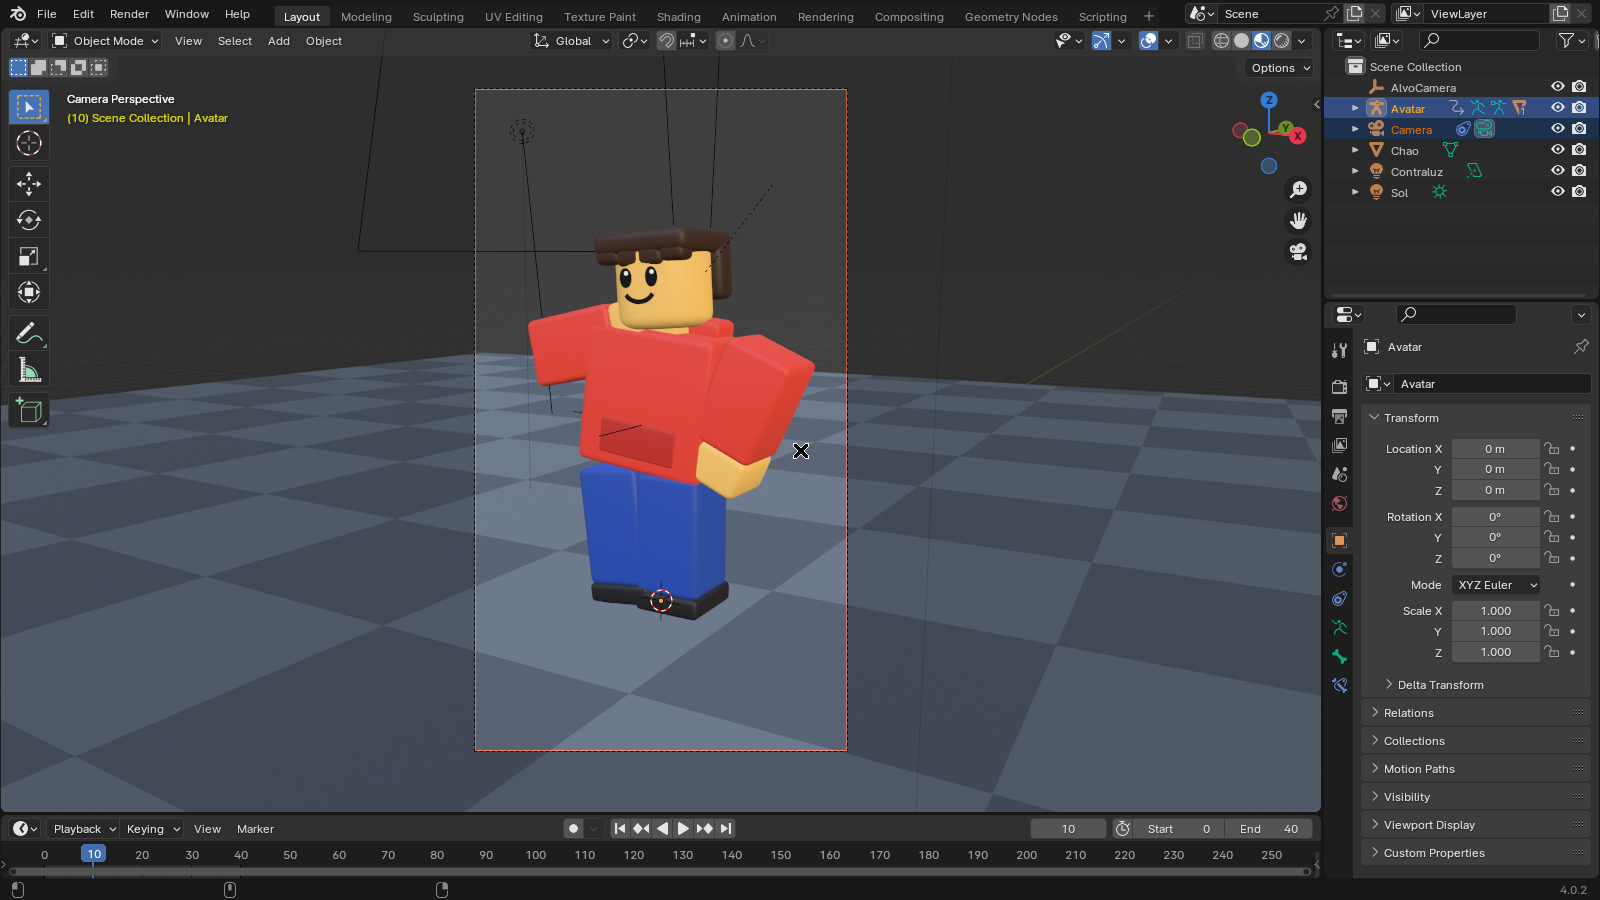 File Edit Render Window Help Layout Modeling Sculpting UV Editing Texture Paint Shading Animation Rendering Compositing Geometry Nodes Scripting + Scene ViewLayer
Object Mode View Select Add Object Global
Options
Camera Perspective
(10) Scene Collection | Avatar
Z
Y
X
Scene Collection
AlvoCamera
Avatar
Camera
Chao
Contraluz
Sol
Avatar
Avatar
Transform
Location X 0 m
Y 0 m
Z 0 m
Rotation X 0°
Y 0°
Z 0°
Mode XYZ Euler
Scale X 1.000
Y 1.000
Z 1.000
Delta Transform
Relations
Collections
Motion Paths
Visibility
Viewport Display
Custom Properties
Playback Keying View Marker 10 Start 0 End 40
0 10 20 30 40 50 60 70 80 90 100 110 120 130 140 150 160 170 180 190 200 210 220 230 240 250
4.0.2